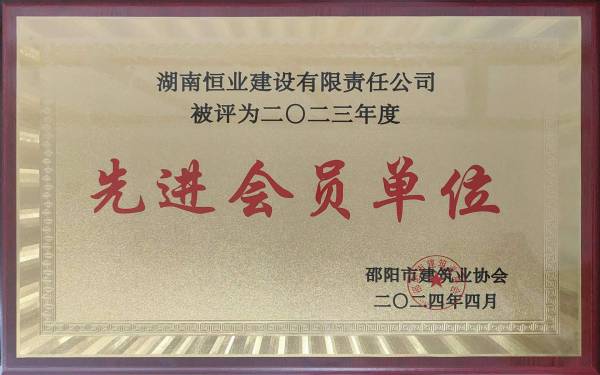 湖南恒业建设有限责任公司
被评为二〇二三年度
先进会员单位
邵阳市建筑业协会
二〇二四年四月